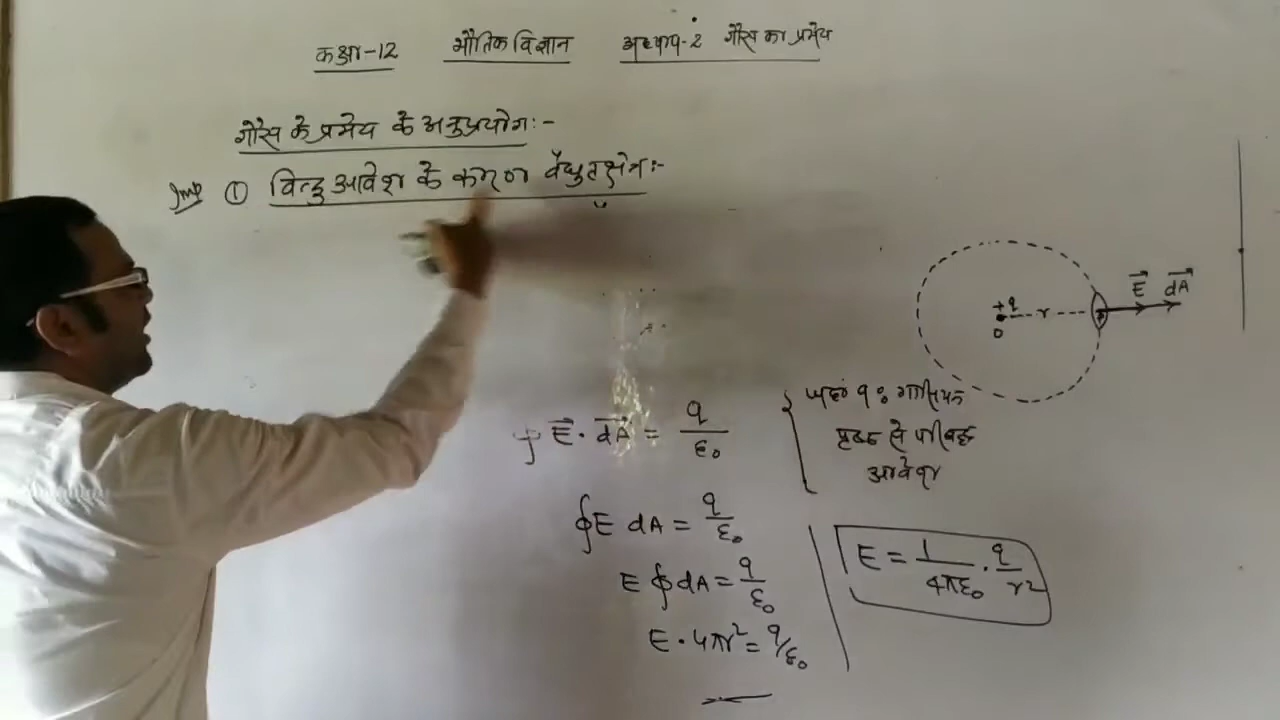 कक्षा-12 भौतिक विज्ञान अध्याय-2 गौस का प्रमेय
गौस के प्रमेय के अनुप्रयोग:-
Imp ① विन्दु आवेश के कारण वैधुत क्षेत्र:-
+q
O
r
E⃗ dA⃗
∮ E⃗ · dA⃗ = q/ε₀
जहां q: गासियन
पृष्ठ से परिबद्ध
आवेश
∮E dA = q/ε₀
E ∮ dA = q/ε₀
E · 4πr² = q/ε₀
E = 1/4πε₀ · q/r²